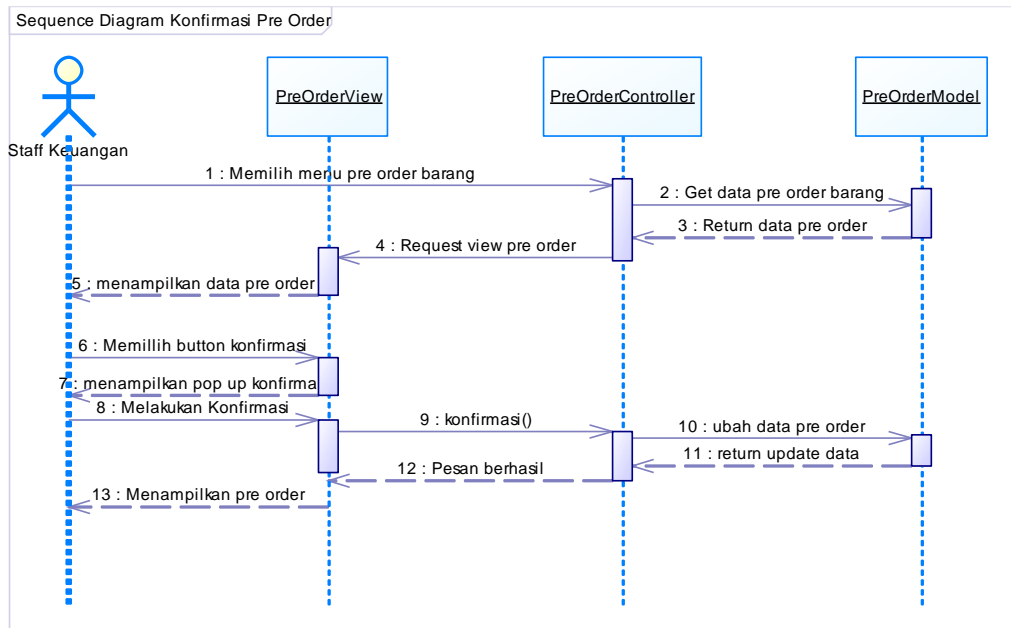 Sequence Diagram Konfirmasi Pre Order
PreOrderView
PreOrderController
PreOrderModel
Staff Keuangan
1 : Memilih menu pre order barang
2 : Get data pre order barang
3 : Return data pre order
4 : Request view pre order
5 : menampilkan data pre order
6 : Memillih button konfirmasi
7 : menampilkan pop up konfirma
8 : Melakukan Konfirmasi
9 : konfirmasi()
10 : ubah data pre order
11 : return update data
12 : Pesan berhasil
13 : Menampilkan pre order